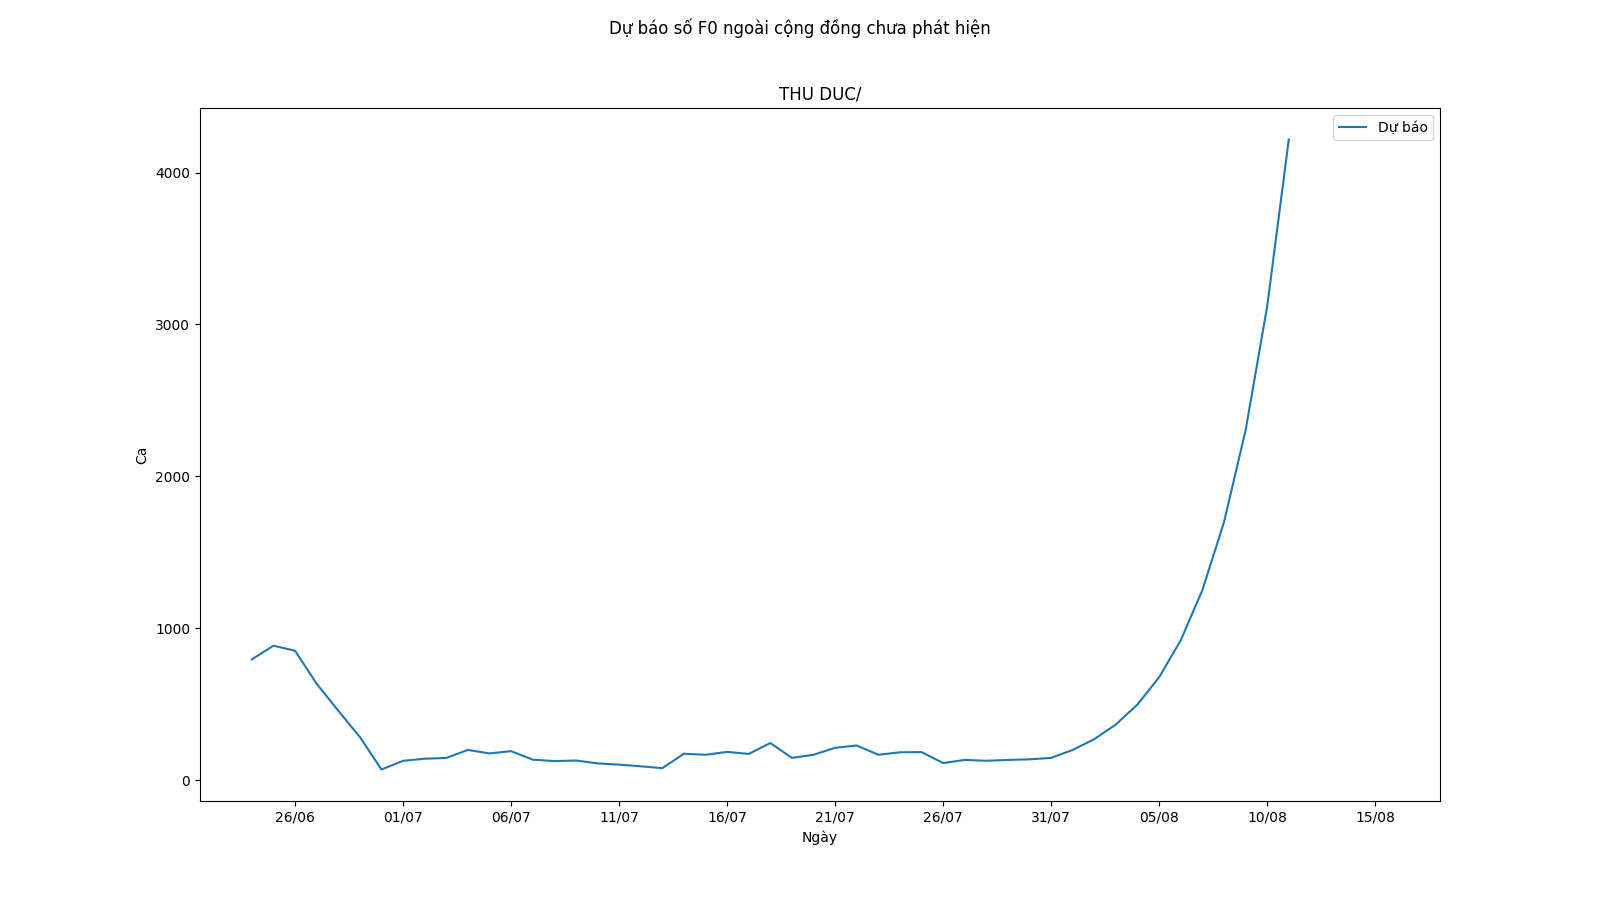 Dự báo số F0 ngoài cộng đồng chưa phát hiện
THU DUC/
Dự báo
4000
3000
2000
1000
0
Ca
26/06 01/07 06/07 11/07 16/07 21/07 26/07 31/07 05/08 10/08 15/08
Ngày